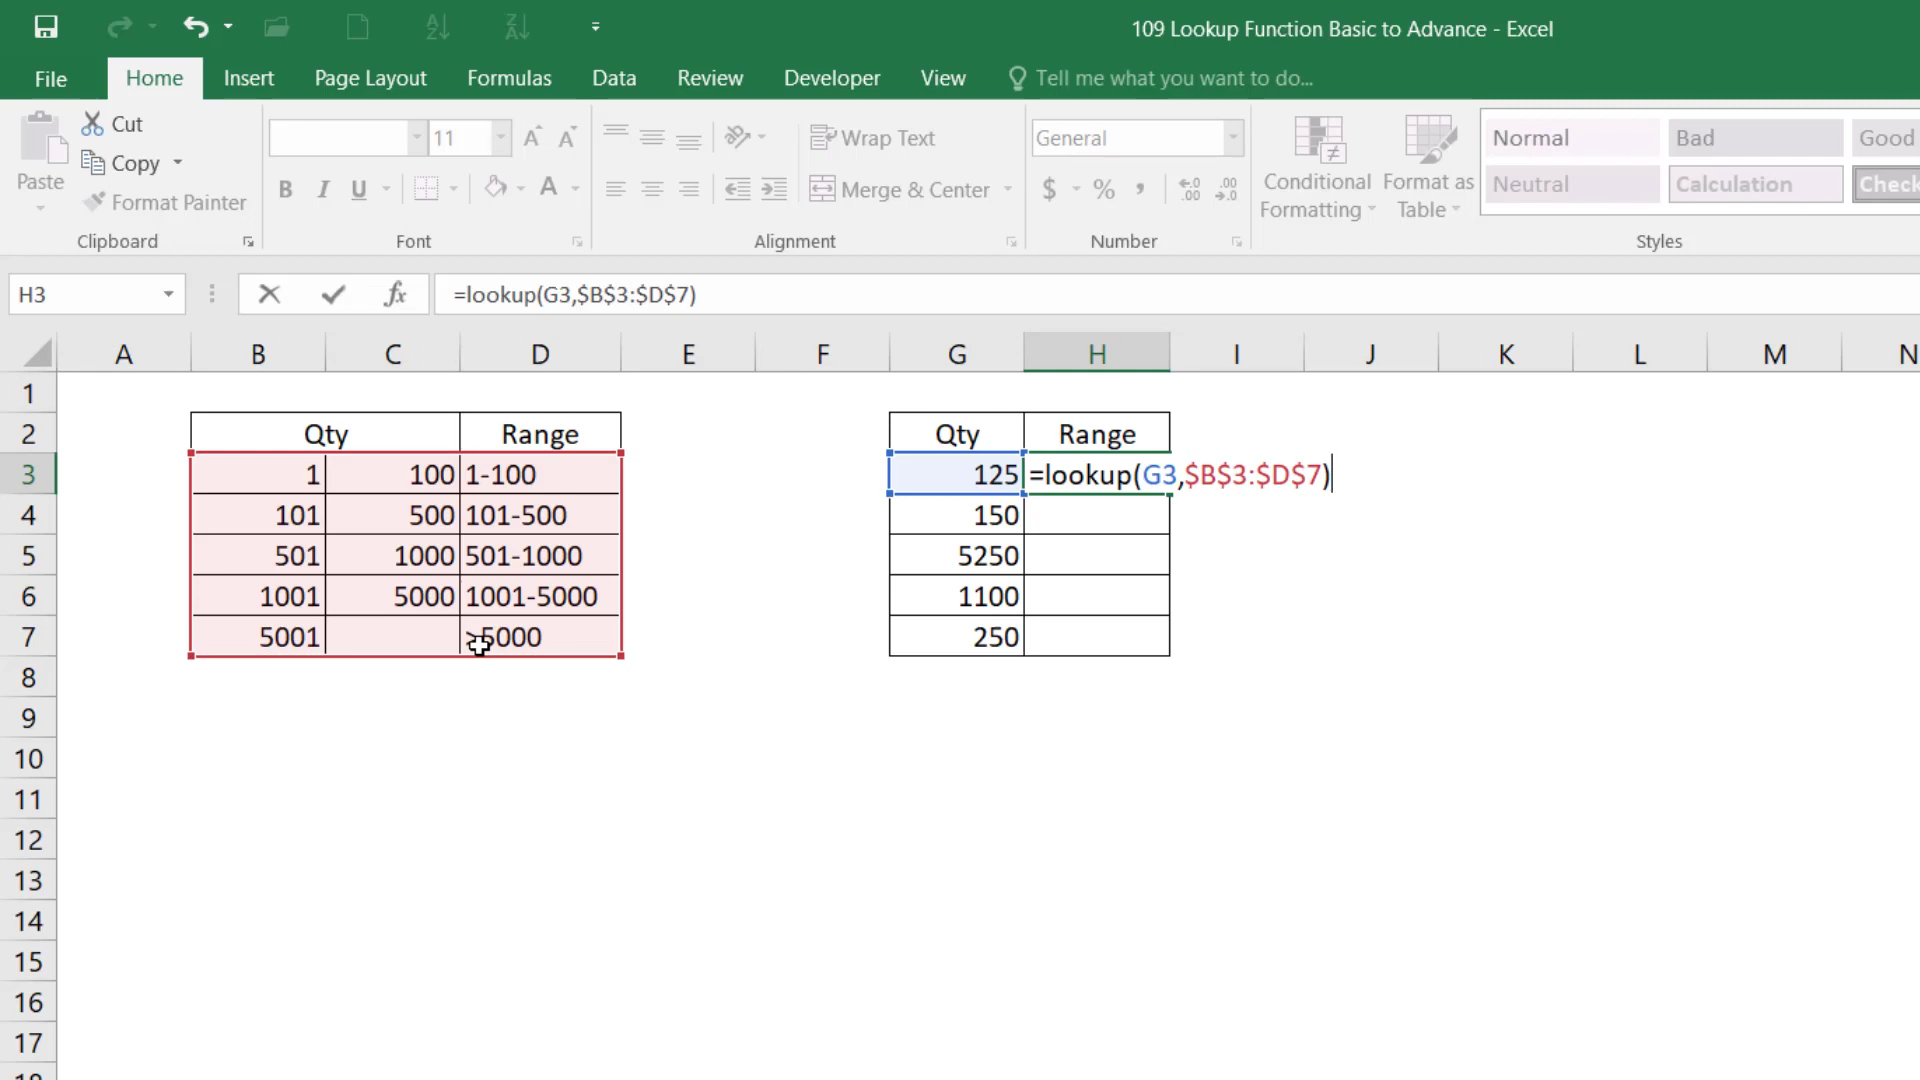 109 Lookup Function Basic to Advance - Excel
File Home Insert Page Layout Formulas Data Review Developer View Tell me what you want to do...
Paste
Cut
Copy
Format Painter
Clipboard
11
B I U
Font
Wrap Text
Merge & Center
Alignment
General
$ % ,
Number
Conditional Formatting
Format as Table
Normal Bad Good
Neutral Calculation Check
Styles
H3 fx =lookup(G3,$B$3:$D$7)
A B C D E F G H I J K L M N
1
2 Qty Range Qty Range
3 1 100 1-100 125 =lookup(G3,$B$3:$D$7)
4 101 500 101-500 150
5 501 1000 501-1000 5250
6 1001 5000 1001-5000 1100
7 5001 >5000 250
8
9
10
11
12
13
14
15
16
17
18